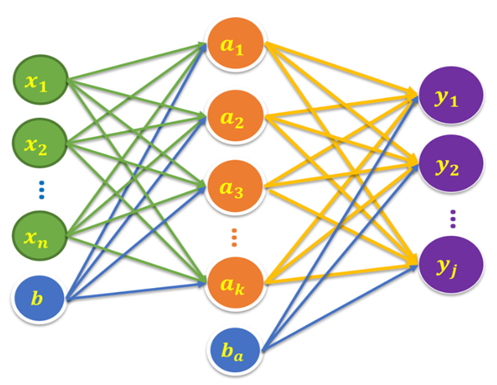 x₁
x₂
xₙ
b
a₁
a₂
a₃
aₖ
bₐ
y₁
y₂
yⱼ